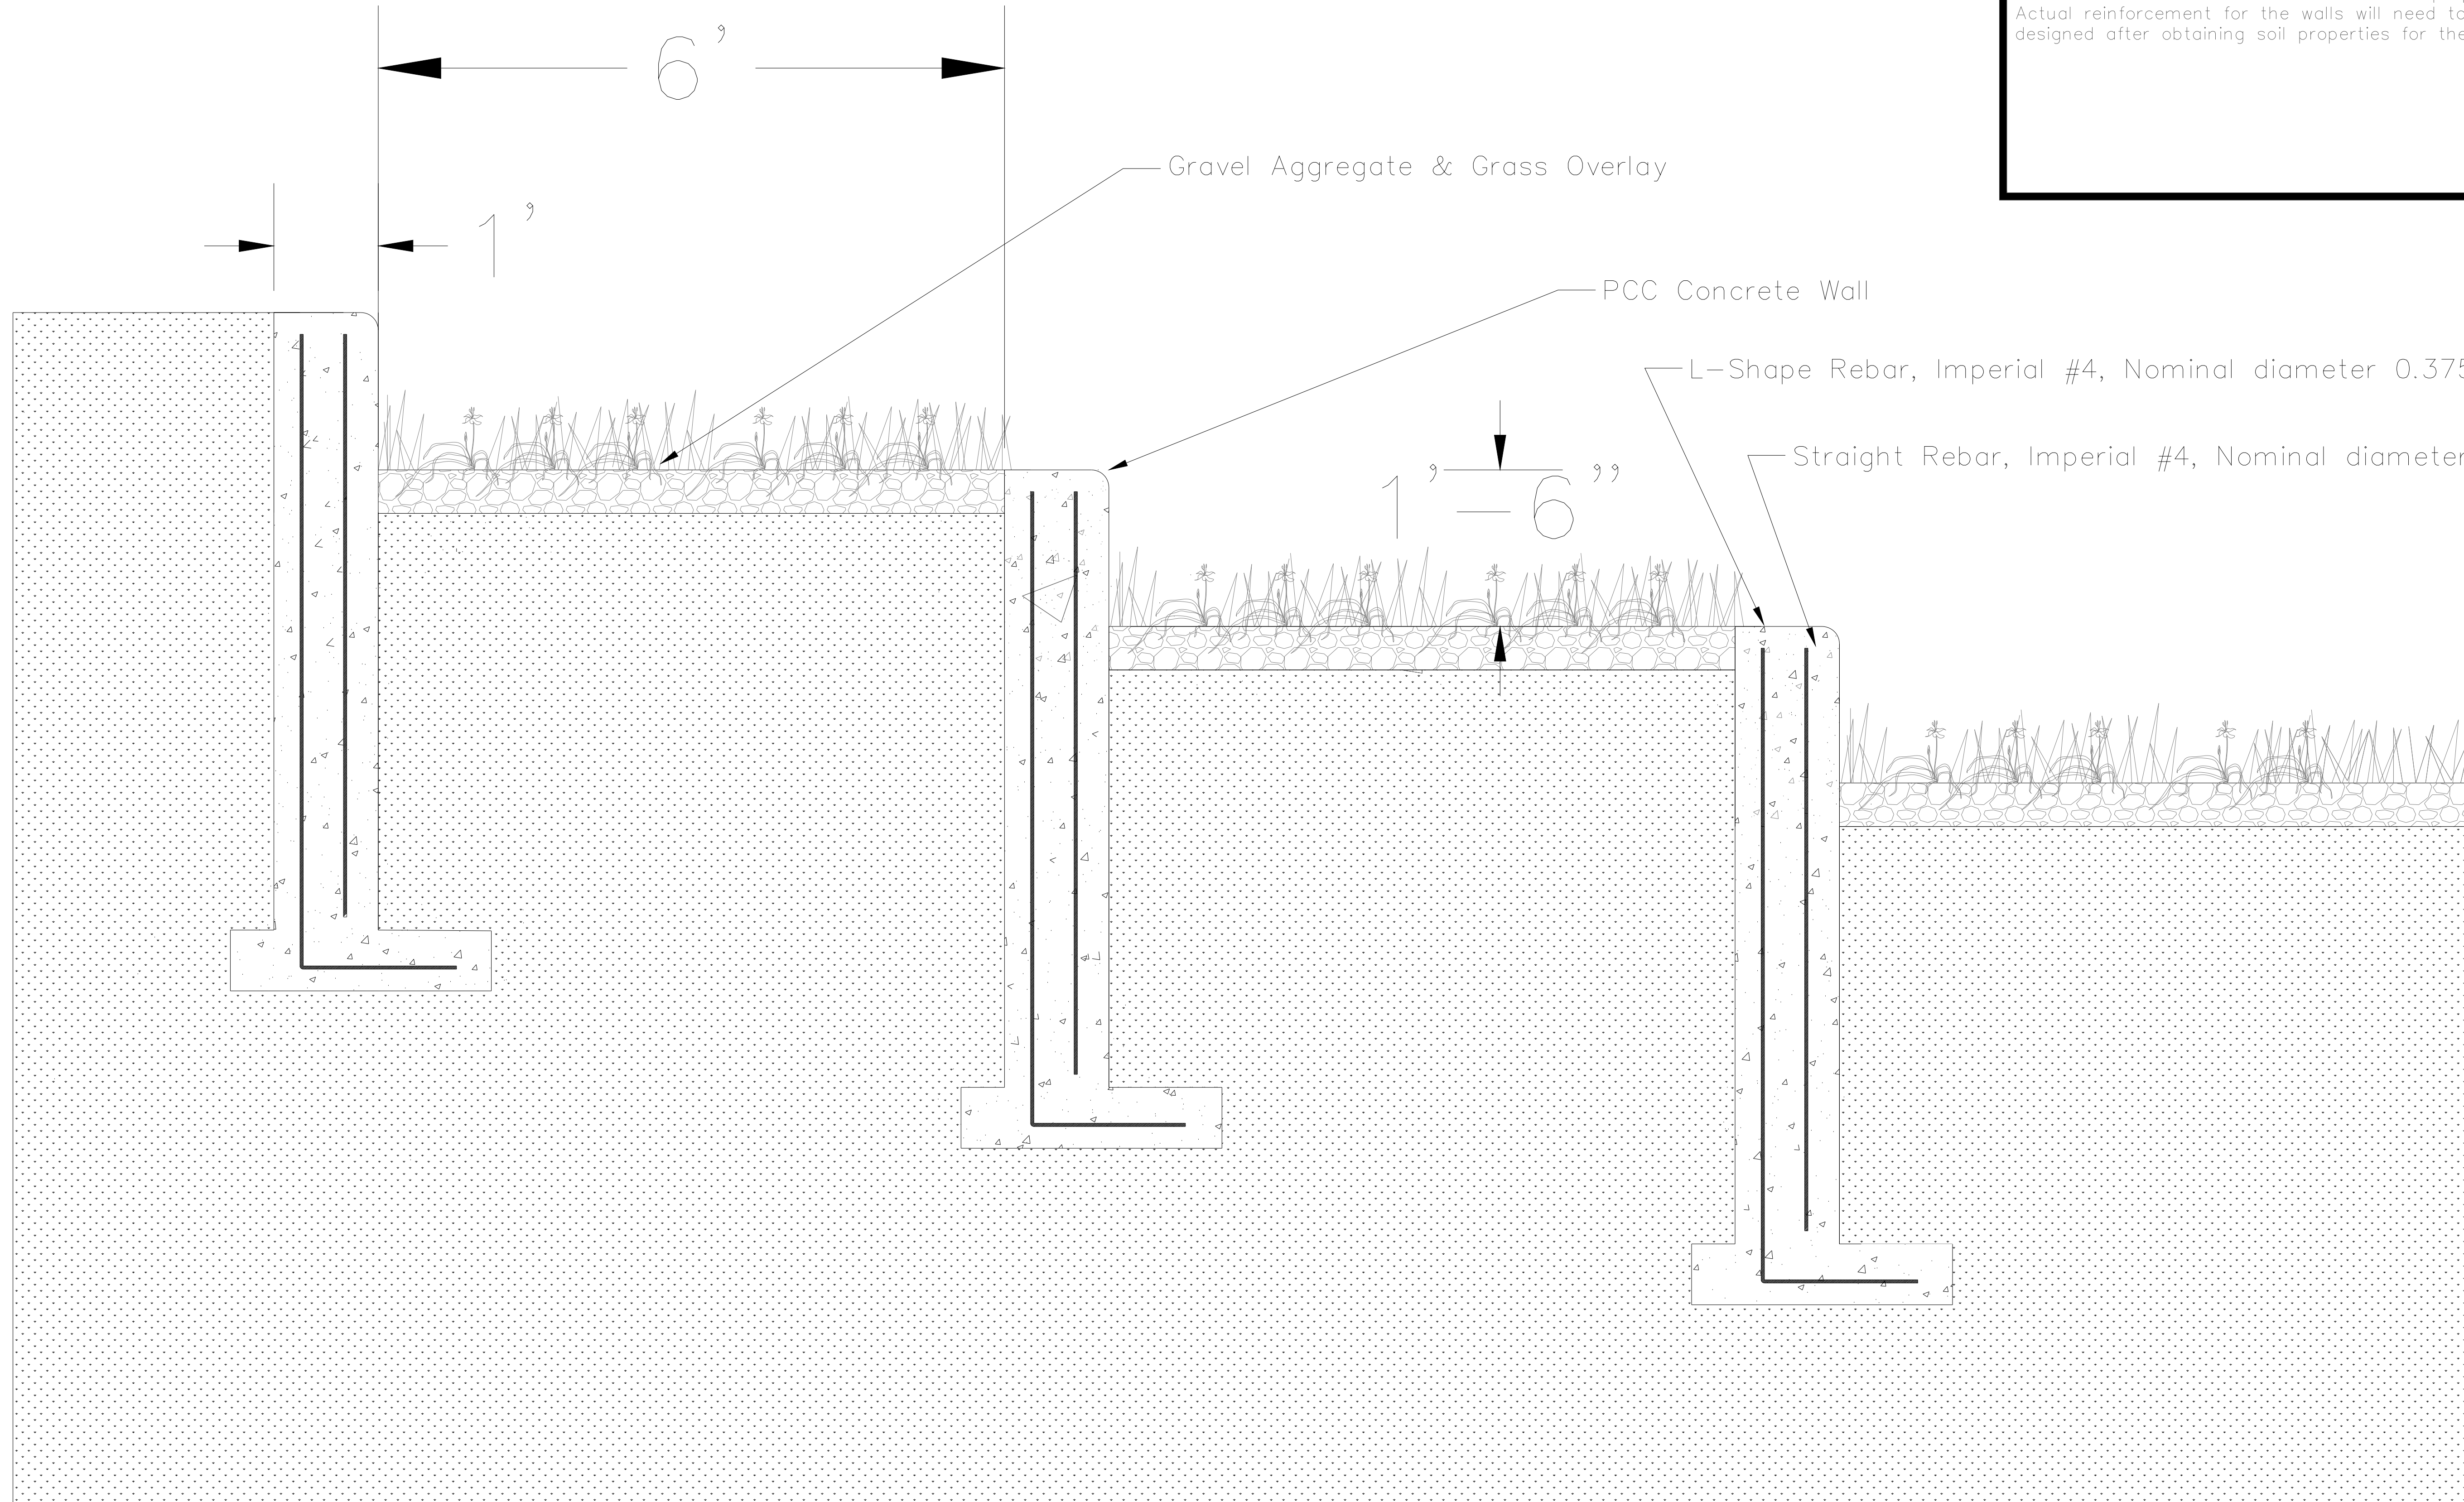 Actual reinforcement for the walls will need to
designed after obtaining soil properties for the
6'
1'
Gravel Aggregate & Grass Overlay
PCC Concrete Wall
L-Shape Rebar, Imperial #4, Nominal diameter 0.375
1'-6"
Straight Rebar, Imperial #4, Nominal diameter